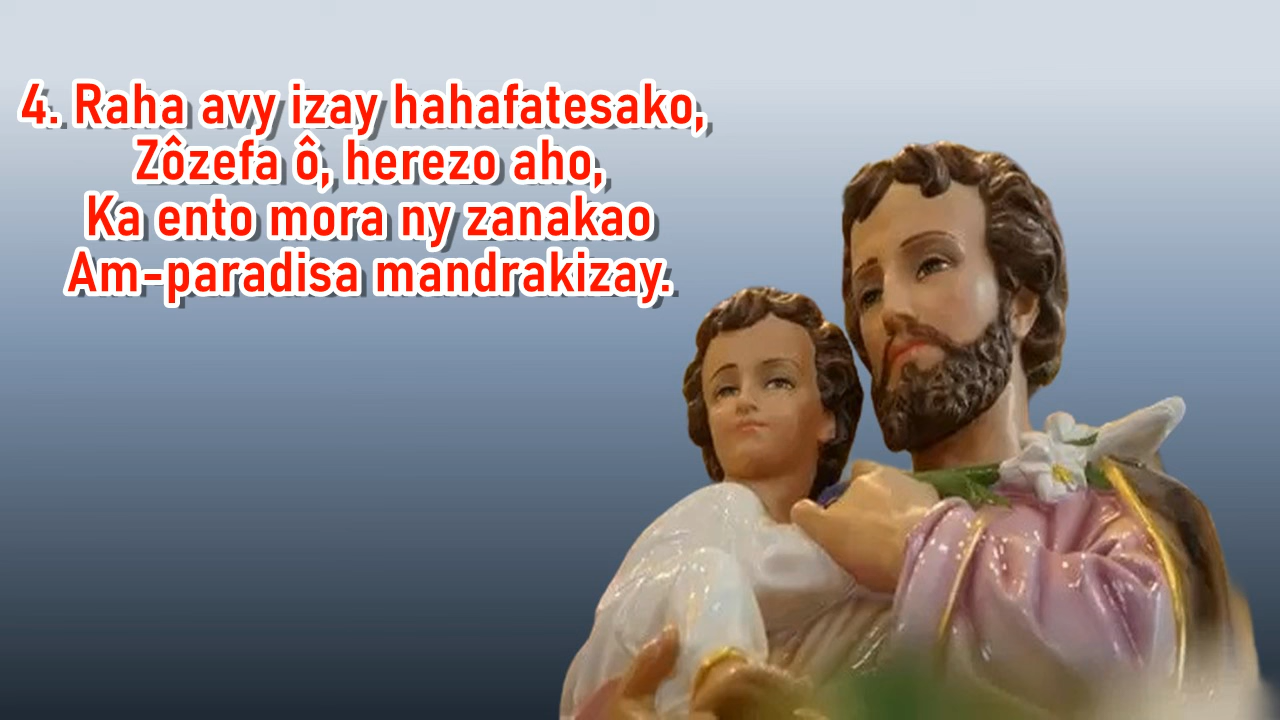 4. Raha avy izay hahafatesako,
Zôzefa ô, herezo aho,
Ka ento mora ny zanakao
Am-paradisa mandrakizay.